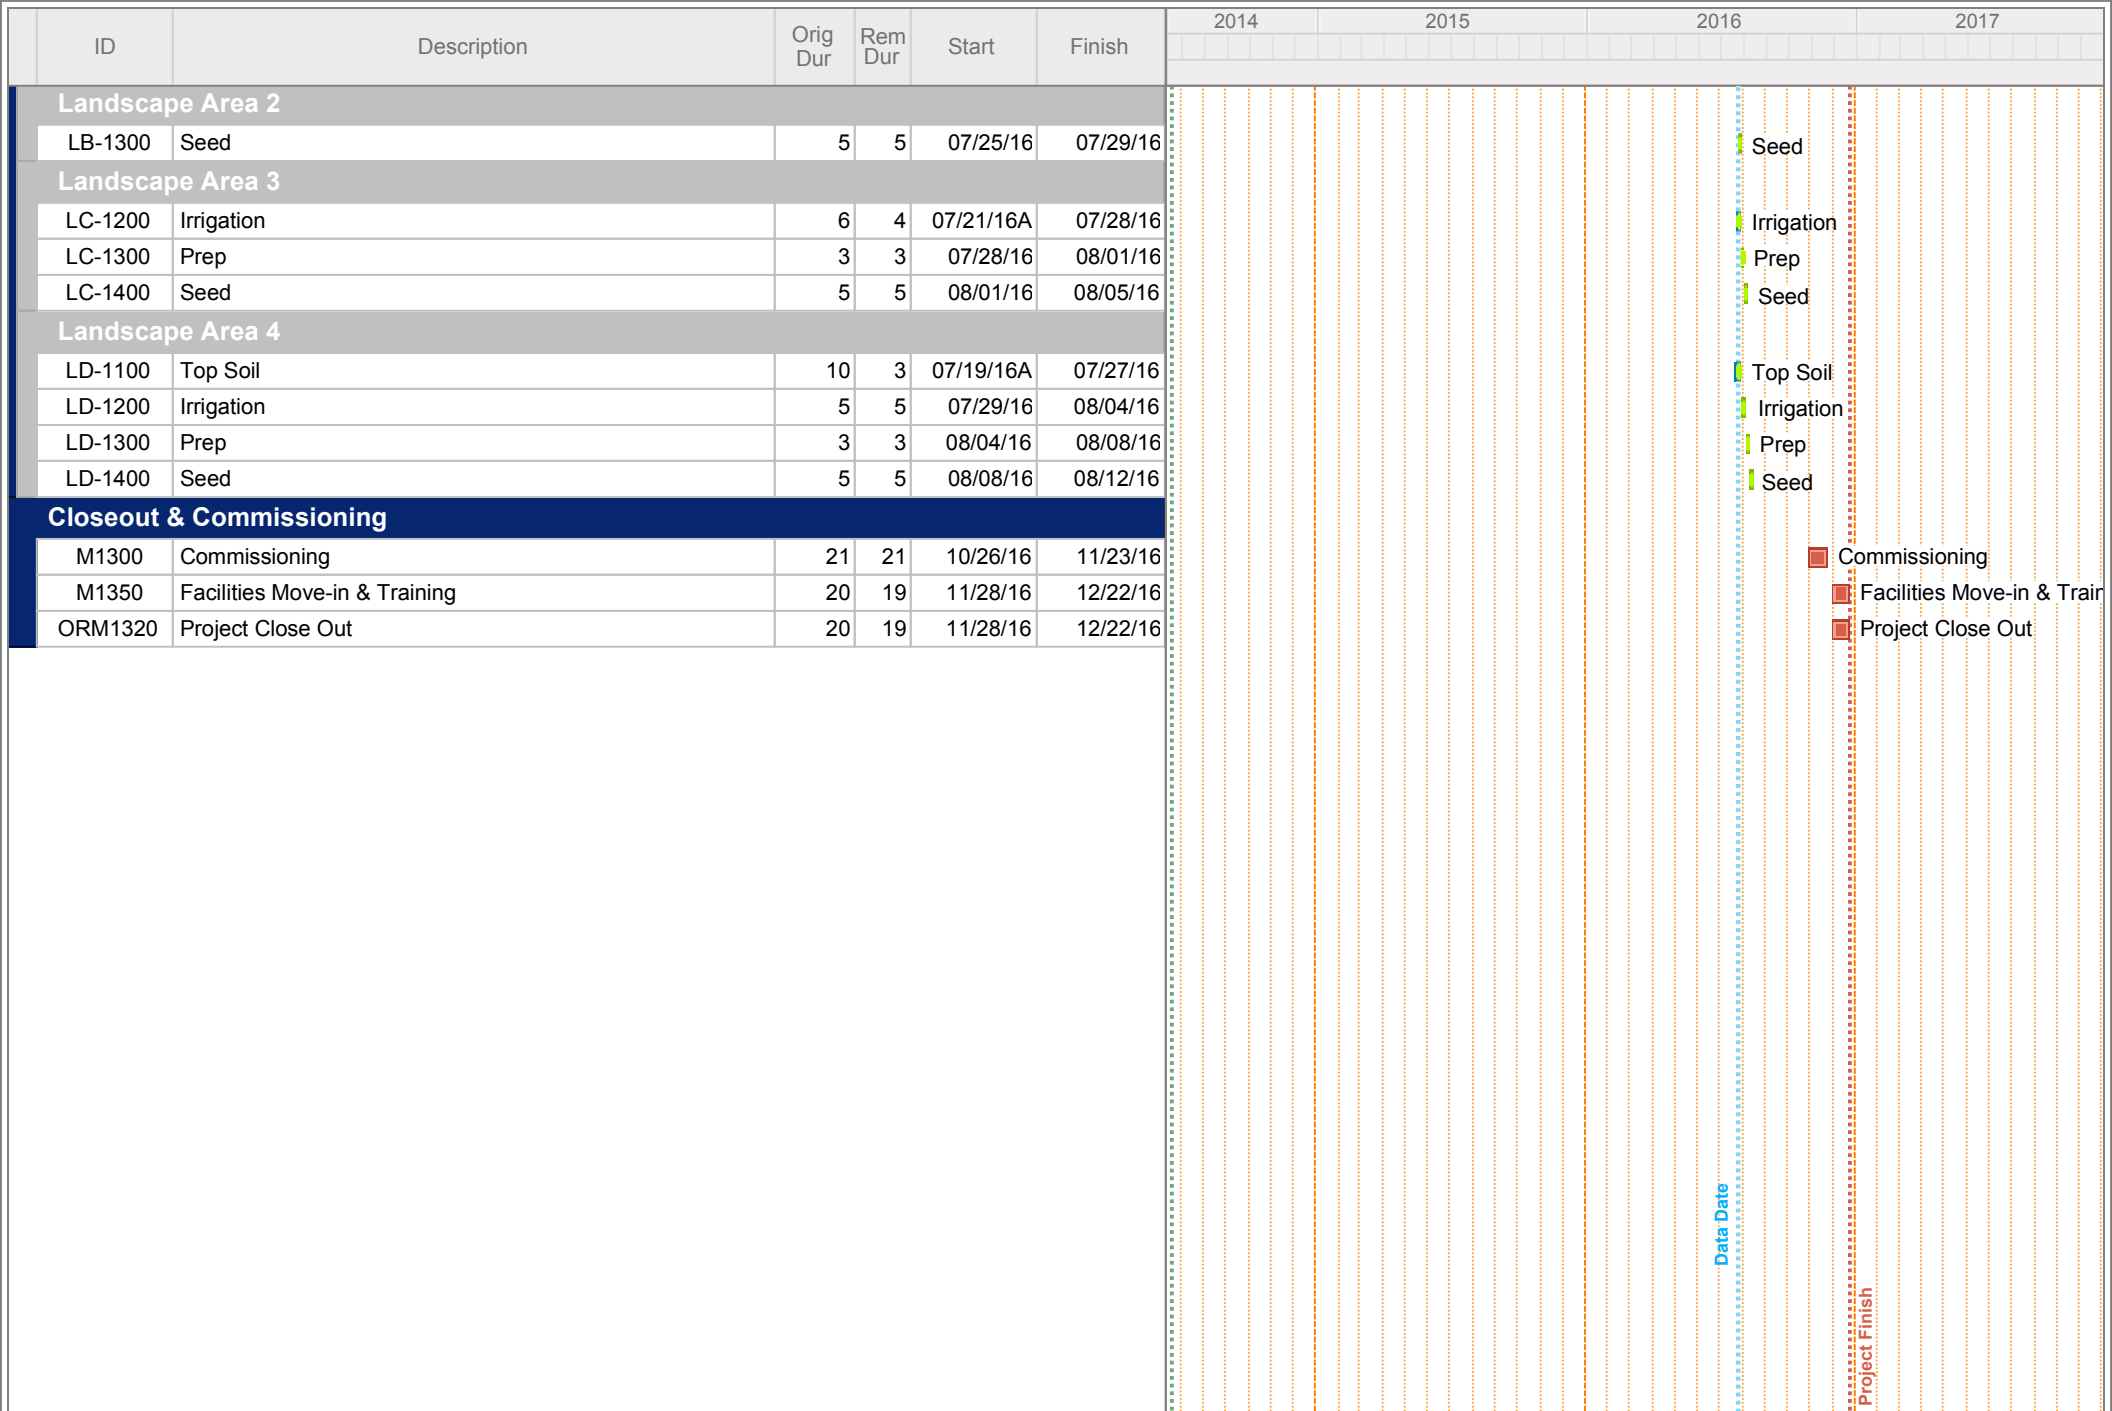 ID Description Orig Dur Rem Dur Start Finish 2014 2015 2016 2017
Landscape Area 2
LB-1300 Seed 5 5 07/25/16 07/29/16 Seed
Landscape Area 3
LC-1200 Irrigation 6 4 07/21/16A 07/28/16 Irrigation
LC-1300 Prep 3 3 07/28/16 08/01/16 Prep
LC-1400 Seed 5 5 08/01/16 08/05/16 Seed
Landscape Area 4
LD-1100 Top Soil 10 3 07/19/16A 07/27/16 Top Soil
LD-1200 Irrigation 5 5 07/29/16 08/04/16 Irrigation
LD-1300 Prep 3 3 08/04/16 08/08/16 Prep
LD-1400 Seed 5 5 08/08/16 08/12/16 Seed
Closeout & Commissioning
M1300 Commissioning 21 21 10/26/16 11/23/16 Commissioning
M1350 Facilities Move-in & Training 20 19 11/28/16 12/22/16 Facilities Move-in & Train
ORM1320 Project Close Out 20 19 11/28/16 12/22/16 Project Close Out
Data Date
Project Finish